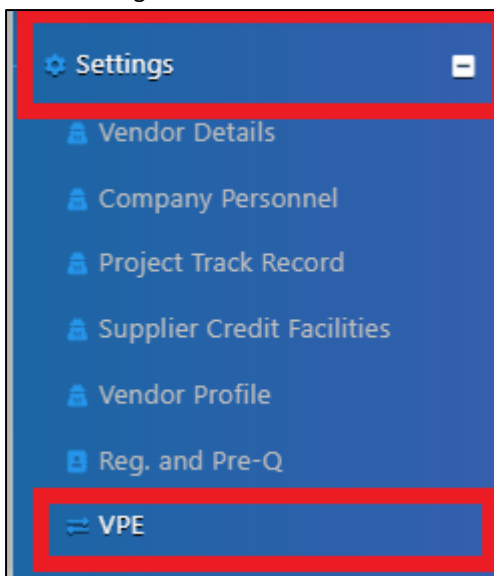 Settings
Vendor Details
Company Personnel
Project Track Record
Supplier Credit Facilities
Vendor Profile
Reg. and Pre-Q
VPE